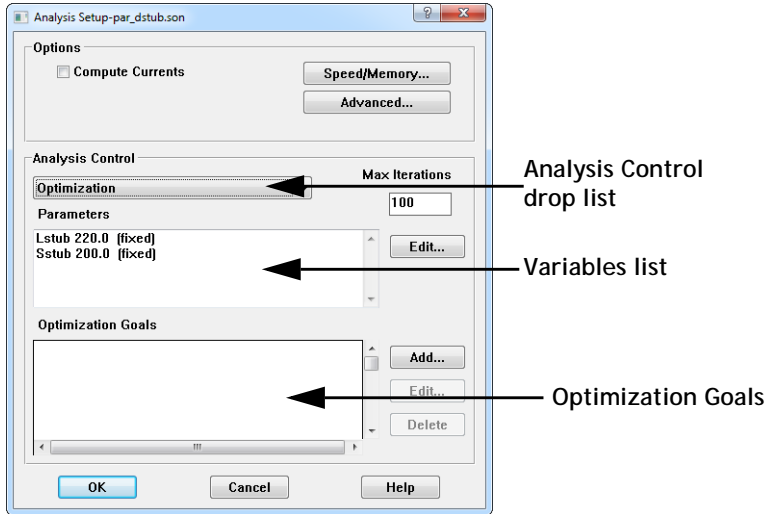 Analysis Setup-par_dstub.son
Options
Compute Currents
Speed/Memory...
Advanced...
Analysis Control
Max Iterations
Optimization
100
Parameters
Lstub 220.0 (fixed)
Sstub 200.0 (fixed)
Edit...
Optimization Goals
Add...
Edit...
Delete
OK
Cancel
Help
Analysis Control
drop list
Variables list
Optimization Goals